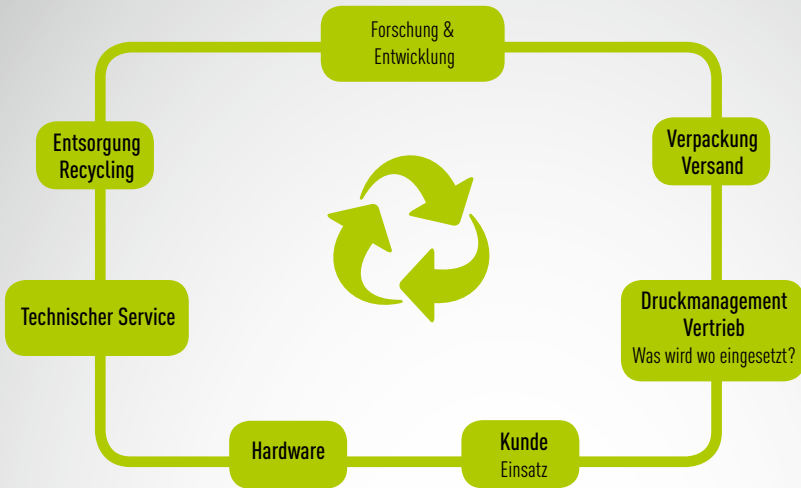 Forschung &
Entwicklung
Entsorgung
Recycling
Verpackung
Versand
Technischer Service
Druckmanagement
Vertrieb
Was wird wo eingesetzt?
Hardware
Kunde
Einsatz